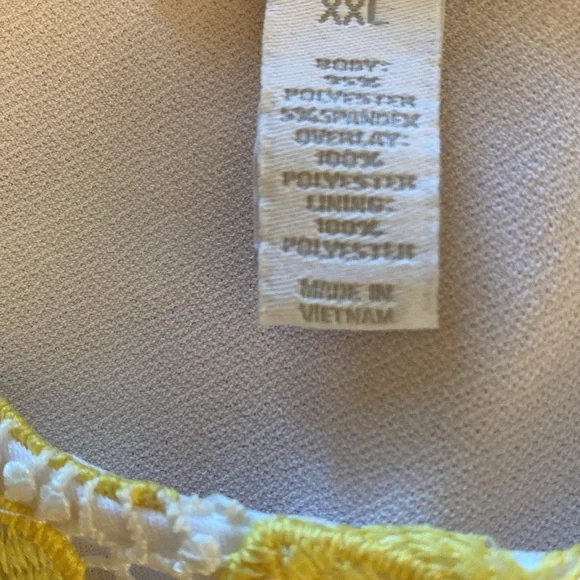 XXL
BODY:
95%
POLYESTER
5%SPANDEX
OVERLAY:
100%
POLYESTER
LINING:
100%
POLYESTER
MADE IN
VIETNAM